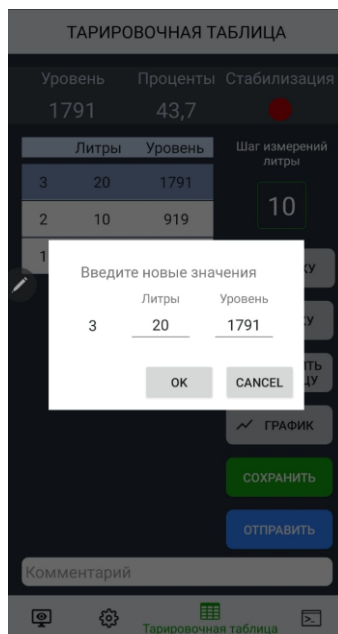 ТАРИРОВОЧНАЯ ТАБЛИЦА
Уровень Проценты Стабилизация
1791 43,7
Литры Уровень
Шаг измерений
литры
3 20 1791
10
2 10 919
1
Введите новые значения
Литры Уровень
3 20 1791
OK CANCEL
ГРАФИК
СОХРАНИТЬ
ОТПРАВИТЬ
Комментарий
Тарировочная таблица